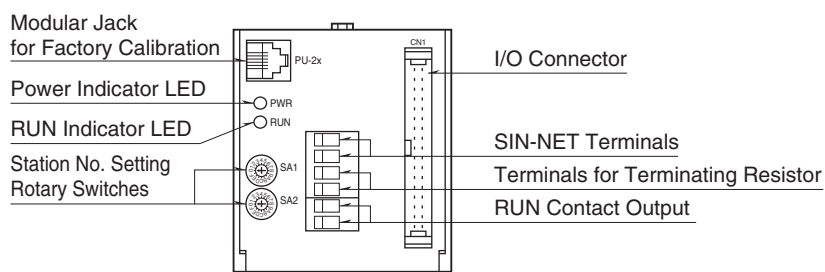 Modular Jack
for Factory Calibration
Power Indicator LED
RUN Indicator LED
Station No. Setting
Rotary Switches
PU-2x
PWR
RUN
SA1
SA2
CN1
I/O Connector
SIN-NET Terminals
Terminals for Terminating Resistor
RUN Contact Output